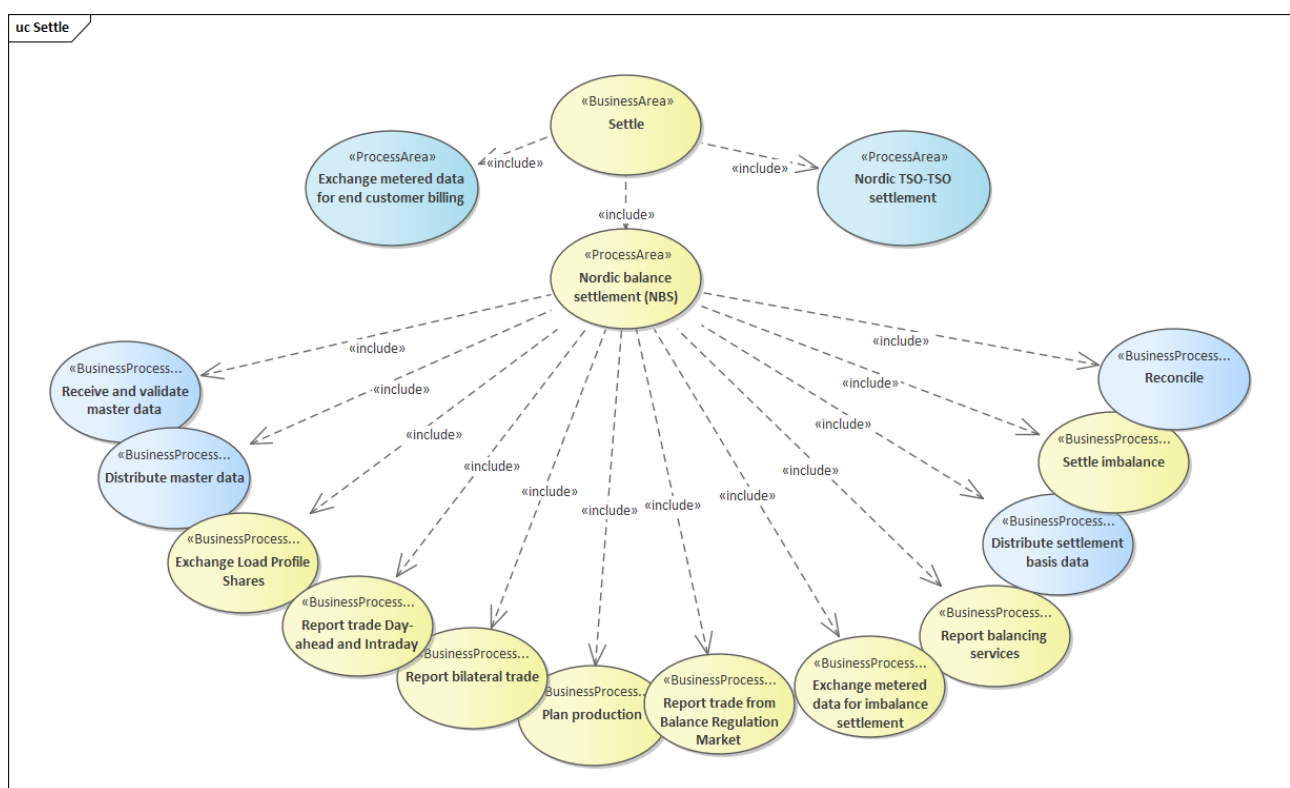 uc Settle
«BusinessArea»
Settle
«include»
«include»
«ProcessArea»
Exchange metered data
for end customer billing
«ProcessArea»
Nordic TSO-TSO
settlement
«include»
«ProcessArea»
Nordic balance
settlement (NBS)
«include»
«include»
«include»
«include»
«include»
«include»
«include»
«include»
«include»
«include»
«include»
«include»
«BusinessProcess...
Receive and validate
master data
«BusinessProcess...
Distribute master data
«BusinessProcess...
Exchange Load Profile
Shares
«BusinessProcess...
Report trade Day-
ahead and Intraday
«BusinessProcess...
Report bilateral trade
«BusinessProcess...
Plan production
«BusinessProcess...
Report trade from
Balance Regulation
Market
«BusinessProcess...
Exchange metered
data for imbalance
settlement
«BusinessProcess...
Report balancing
services
«BusinessProcess...
Distribute settlement
basis data
«BusinessProcess...
Settle imbalance
«BusinessProcess...
Reconcile